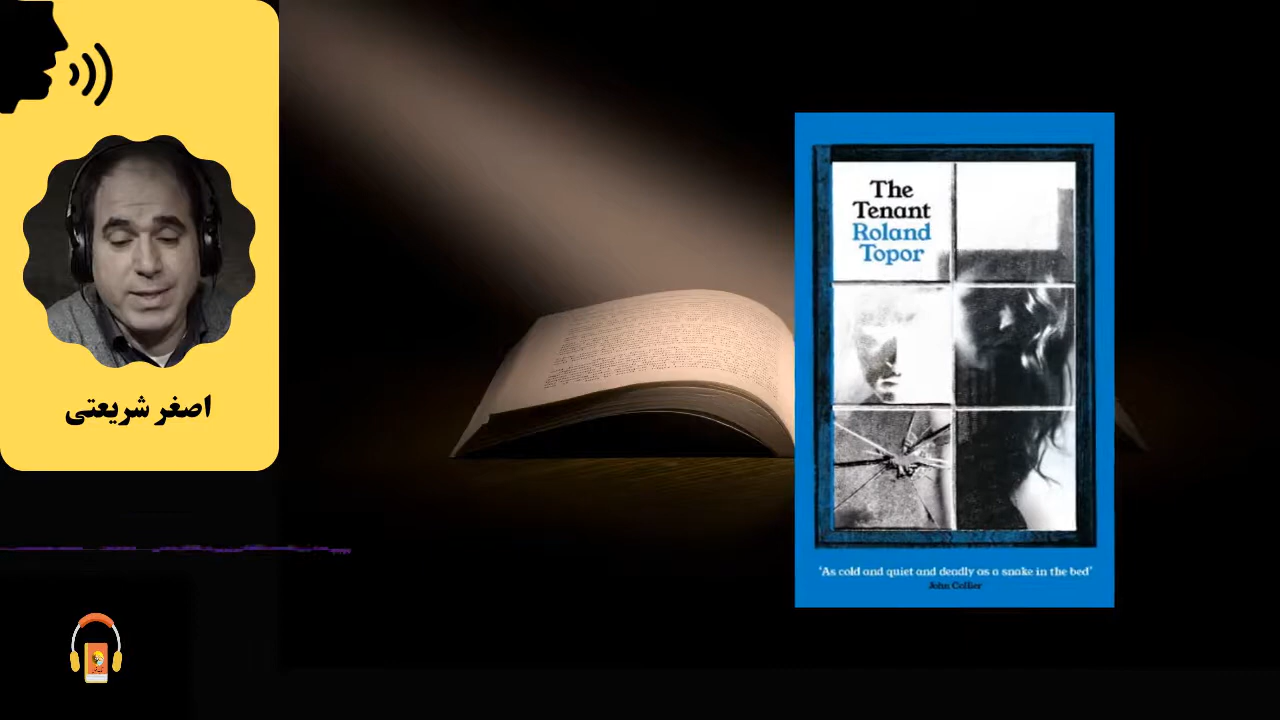 اصغر شریعتی
The
Tenant
Roland
Topor
'As cold and quiet and deadly as a snake in the bed'
John Collier